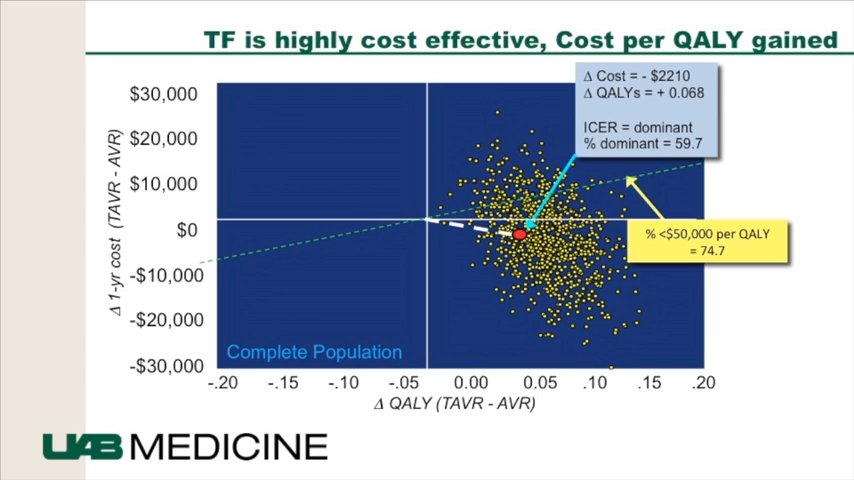 TF is highly cost effective, Cost per QALY gained
Δ Cost = - $2210
Δ QALYs = + 0.068
ICER = dominant
% dominant = 59.7
$30,000
$20,000
$10,000
$0
-$10,000
-$20,000
-$30,000
Δ 1-yr cost (TAVR - AVR)
% <$50,000 per QALY
= 74.7
Complete Population
-.20 -.15 -.10 -.05 0.00 0.05 .10 .15 .20
Δ QALY (TAVR - AVR)
UAB MEDICINE